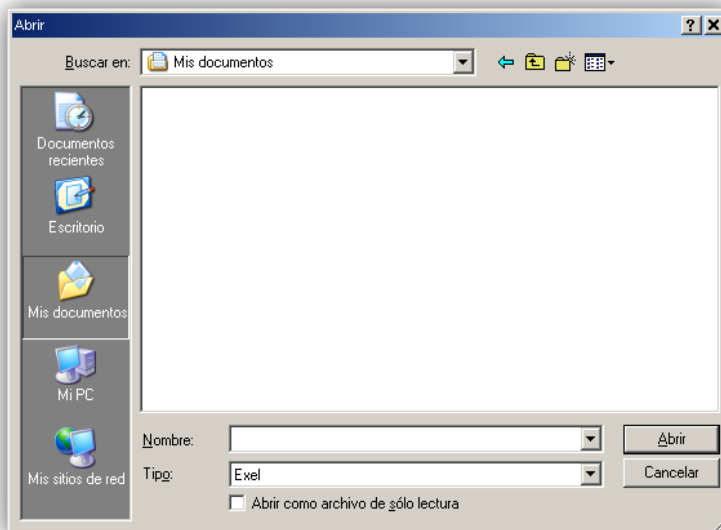 Abrir
Buscar en: Mis documentos
Documentos
recientes
Escritorio
Mis documentos
Mi PC
Mis sitios de red
Nombre:
Abrir
Tipo: Exel
Cancelar
Abrir como archivo de sólo lectura